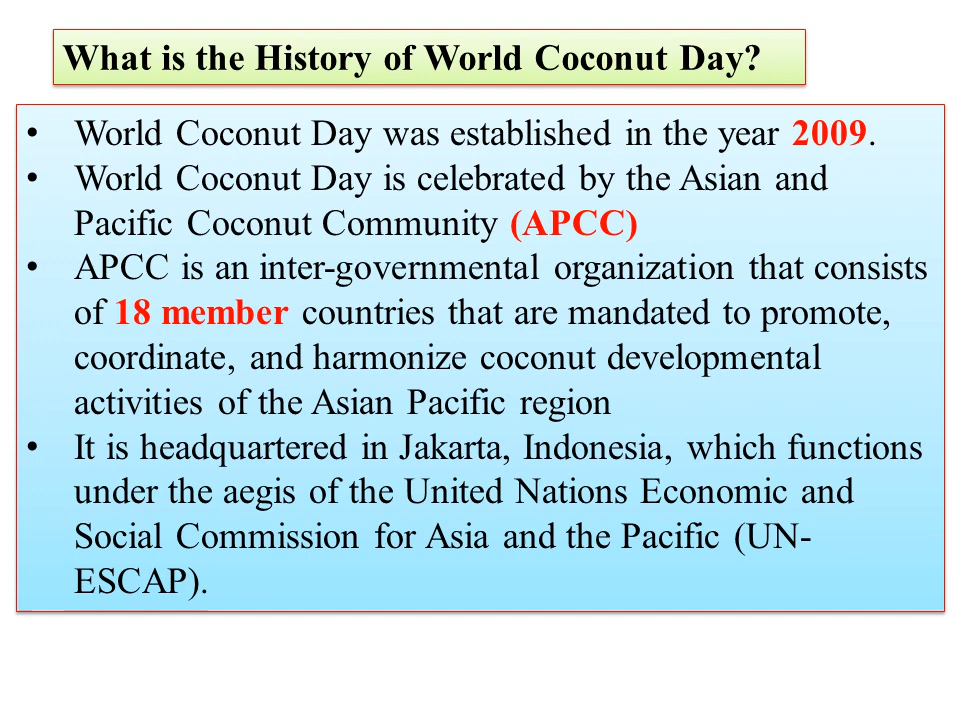 What is the History of World Coconut Day?
• World Coconut Day was established in the year 2009.
• World Coconut Day is celebrated by the Asian and
Pacific Coconut Community (APCC)
• APCC is an inter-governmental organization that consists
of 18 member countries that are mandated to promote,
coordinate, and harmonize coconut developmental
activities of the Asian Pacific region
• It is headquartered in Jakarta, Indonesia, which functions
under the aegis of the United Nations Economic and
Social Commission for Asia and the Pacific (UN-
ESCAP).